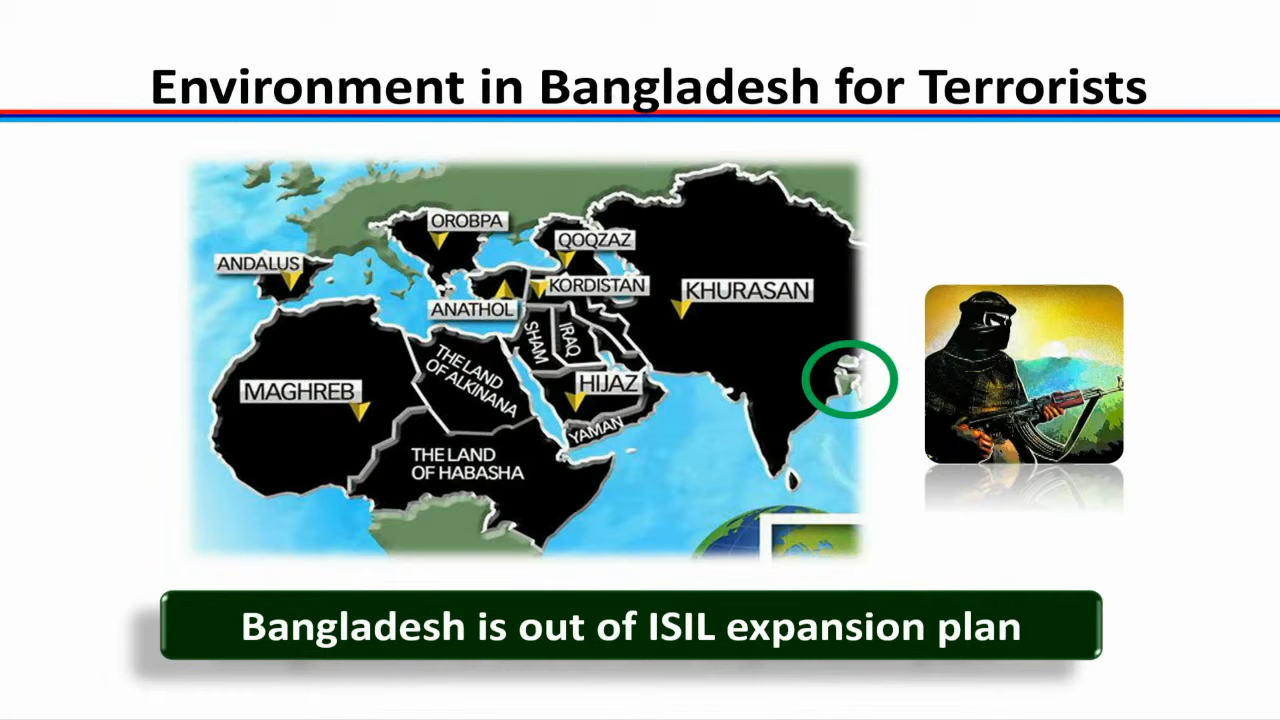 Environment in Bangladesh for Terrorists
OROBPA
QOQZAZ
ANDALUS
KORDISTAN
KHURASAN
ANATHOL
SHAM
IRAQ
THE LAND
OF ALKINANA
HIJAZ
MAGHREB
YAMAN
THE LAND
OF HABASHA
Bangladesh is out of ISIL expansion plan